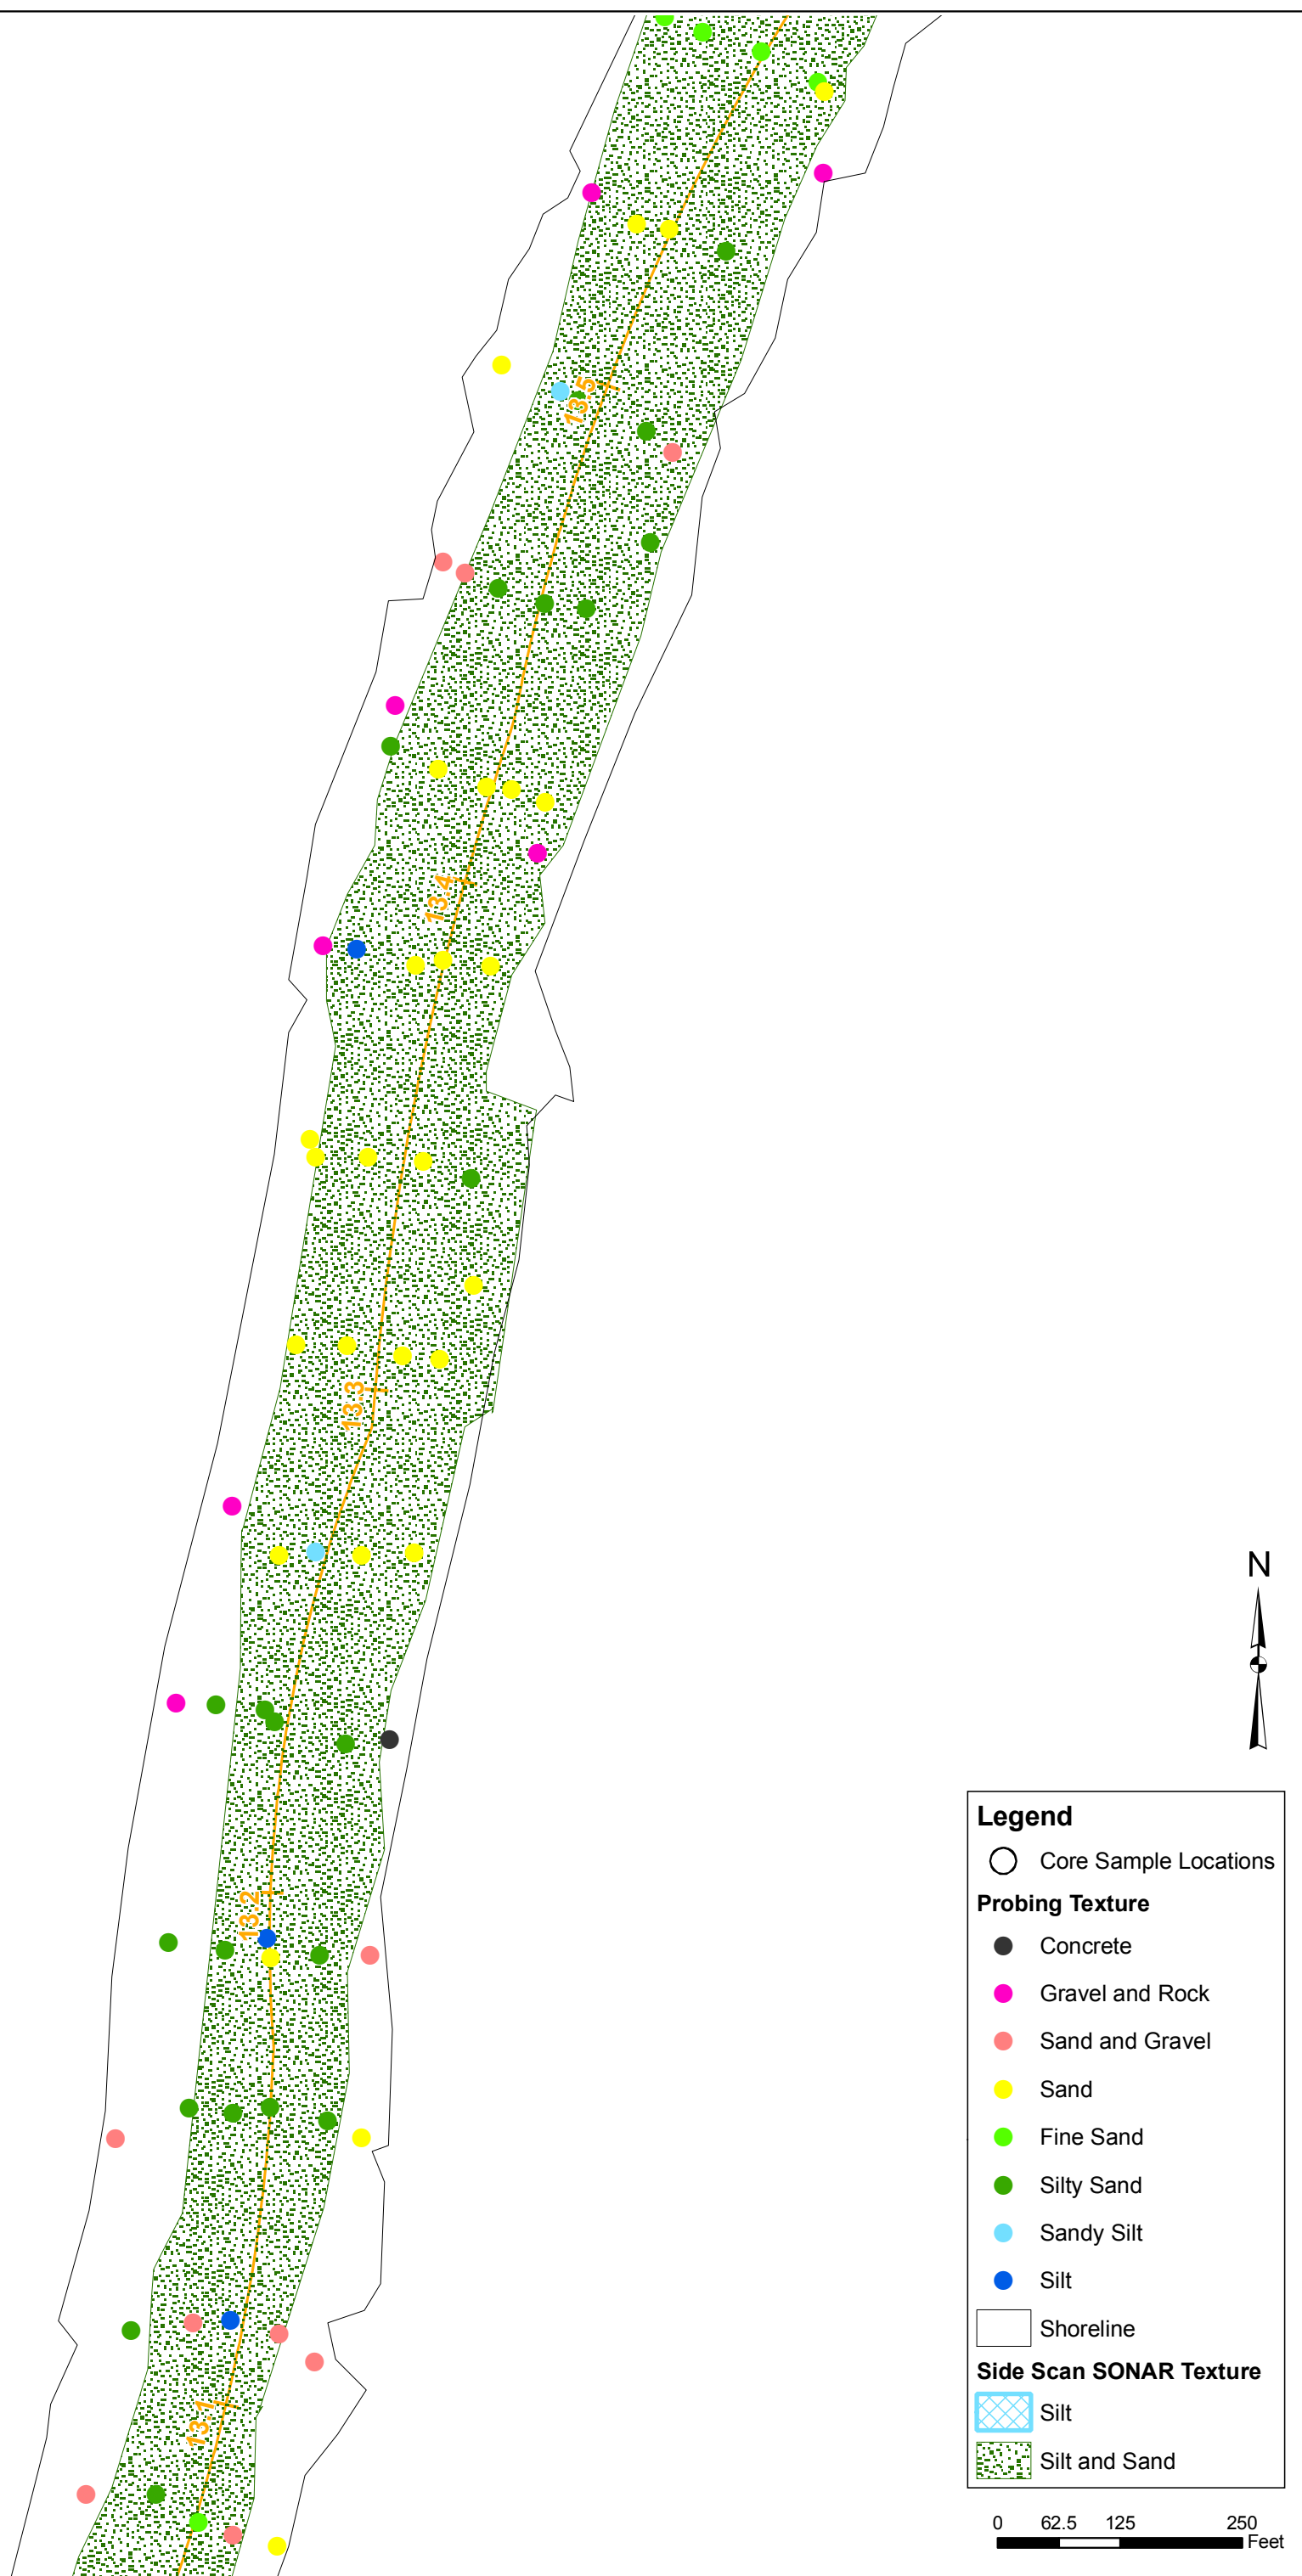 13.5
13.4
13.3
13.2
13.1
N
Legend
Core Sample Locations
Probing Texture
Concrete
Gravel and Rock
Sand and Gravel
Sand
Fine Sand
Silty Sand
Sandy Silt
Silt
Shoreline
Side Scan SONAR Texture
Silt
Silt and Sand
0 62.5 125 250
Feet